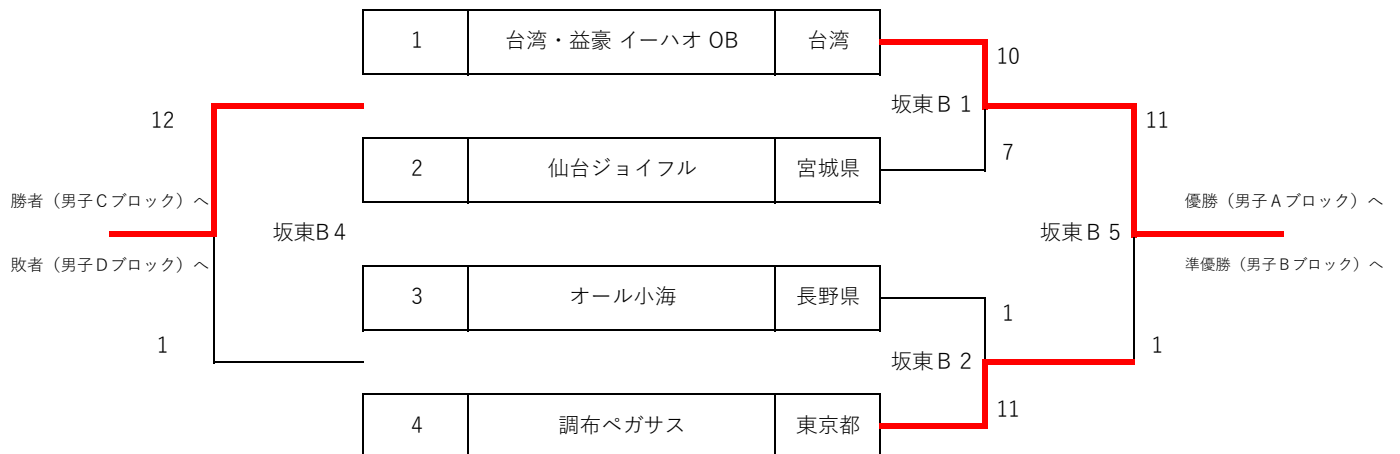 1 台湾・益豪 イーハオ OB 台湾
10
12
坂東Ｂ１
11
2 仙台ジョイフル 宮城県
7
勝者（男子Ｃブロック）へ
優勝（男子Ａブロック）へ
坂東B４
坂東Ｂ５
敗者（男子Ｄブロック）へ
準優勝（男子Ｂブロック）へ
3 オール小海 長野県
1
1
坂東Ｂ２
1
4 調布ペガサス 東京都
11